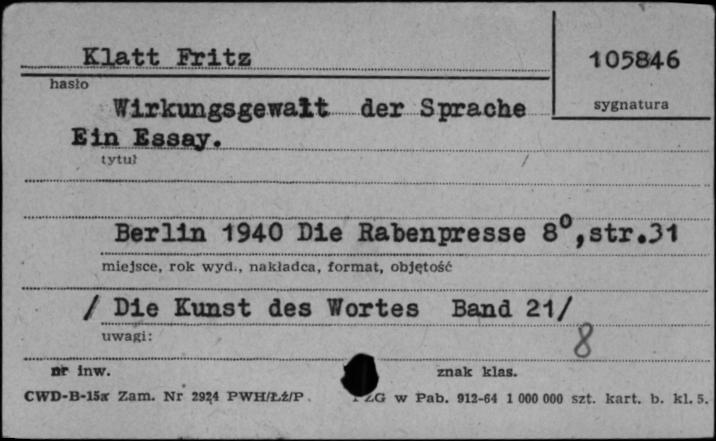 Klatt Fritz
105846
hasło
sygnatura
Wirkungsgewalt der Sprache
Ein Essay.
tytuł
Berlin 1940 Die Rabenpresse 8⁰,str.31
miejsce, rok wyd., nakładca, format, objętość
/ Die Kunst des Wortes Band 21/
uwagi:
8
nr inw.
znak klas.
CWD-B-15a Zam. Nr 2924 PWH/Łż/P. ZG w Pab. 912-64 1 000 000 szt. kart. b. kl. 5.